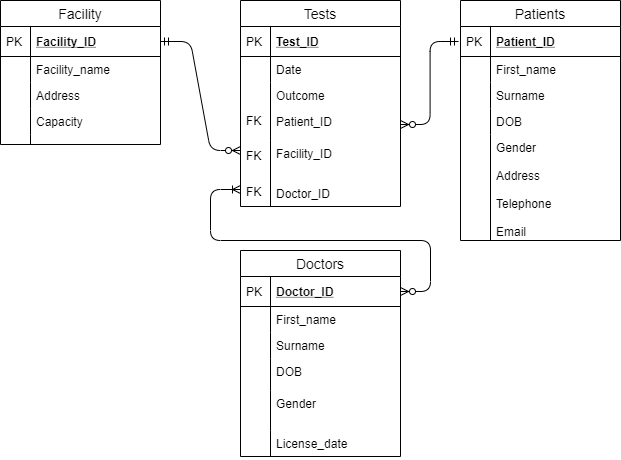 Facility
PK Facility_ID
Facility_name
Address
Capacity
Tests
PK Test_ID
Date
Outcome
FK Patient_ID
FK Facility_ID
FK Doctor_ID
Patients
PK Patient_ID
First_name
Surname
DOB
Gender
Address
Telephone
Email
Doctors
PK Doctor_ID
First_name
Surname
DOB
Gender
License_date